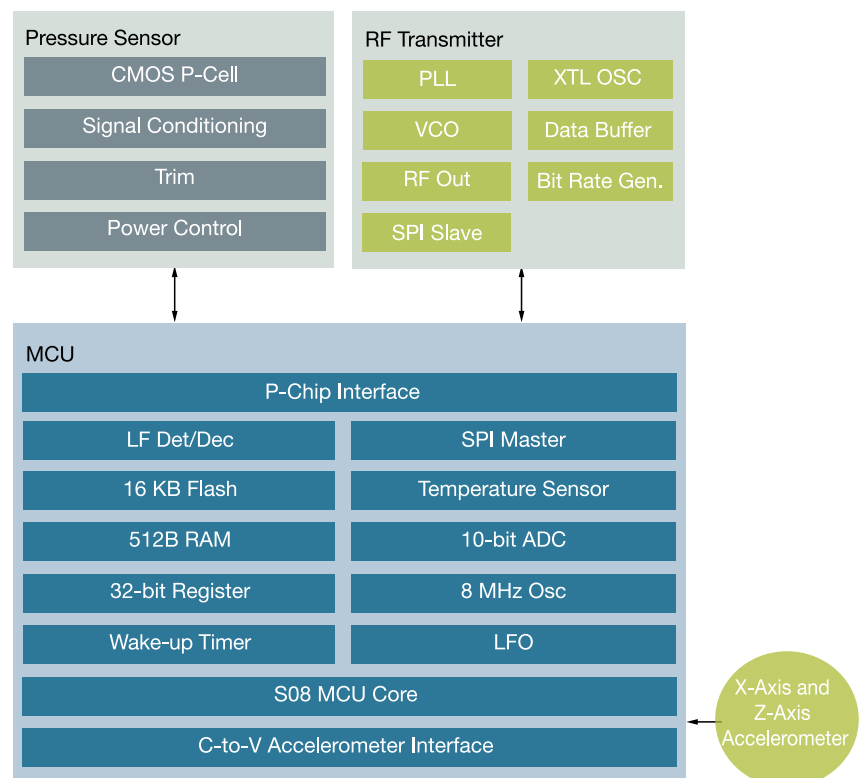 Pressure Sensor
CMOS P-Cell
Signal Conditioning
Trim
Power Control
RF Transmitter
PLL
XTL OSC
VCO
Data Buffer
RF Out
Bit Rate Gen.
SPI Slave
MCU
P-Chip Interface
LF Det/Dec
SPI Master
16 KB Flash
Temperature Sensor
512B RAM
10-bit ADC
32-bit Register
8 MHz Osc
Wake-up Timer
LFO
S08 MCU Core
C-to-V Accelerometer Interface
X-Axis and
Z-Axis
Accelerometer